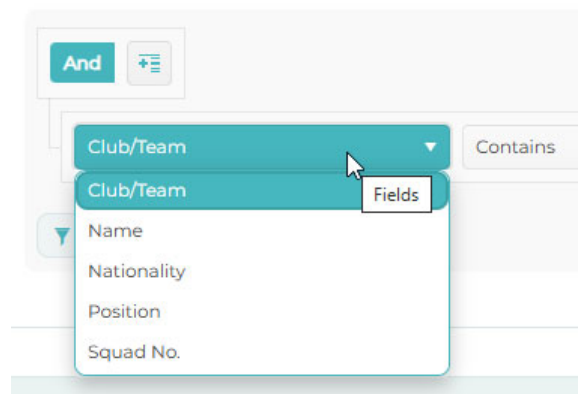 And
Club/Team
Contains
Club/Team
Fields
Name
Nationality
Position
Squad No.